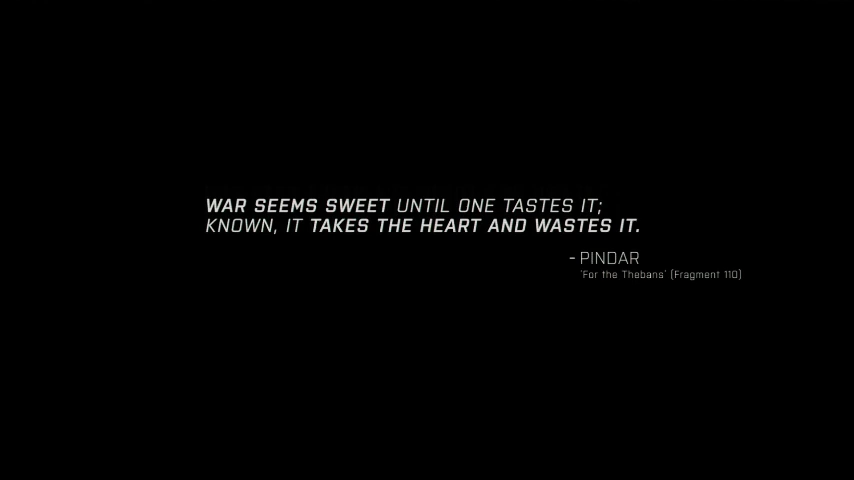 WAR SEEMS SWEET UNTIL ONE TASTES IT;
KNOWN, IT TAKES THE HEART AND WASTES IT.
- PINDAR
'For the Thebans' (Fragment 110)